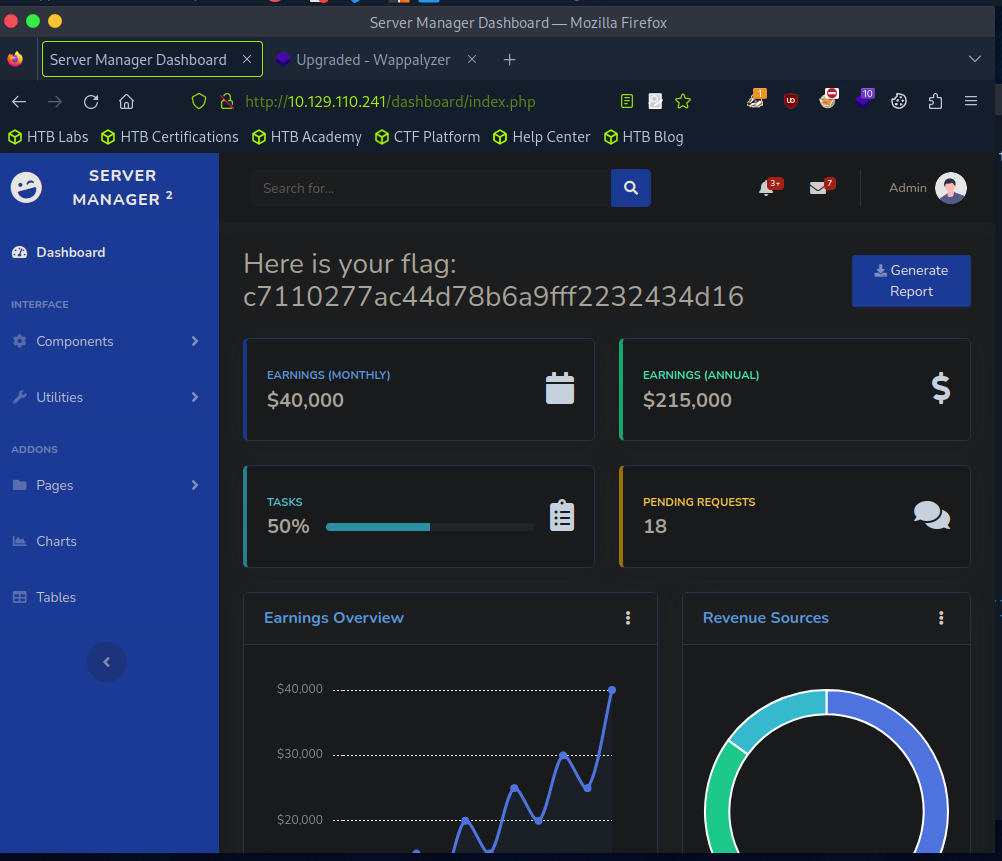 Server Manager Dashboard — Mozilla Firefox
Server Manager Dashboard
Upgraded - Wappalyzer
http://10.129.110.241/dashboard/index.php
1
UD
10
HTB Labs
HTB Certifications
HTB Academy
CTF Platform
Help Center
HTB Blog
SERVER
MANAGER 2
Search for...
3+
7
Admin
Dashboard
INTERFACE
Components
Utilities
ADDONS
Pages
Charts
Tables
Here is your flag:
c7110277ac44d78b6a9fff2232434d16
Generate
Report
EARNINGS (MONTHLY)
$40,000
EARNINGS (ANNUAL)
$215,000
TASKS
50%
PENDING REQUESTS
18
Earnings Overview
Revenue Sources
$40,000
$30,000
$20,000